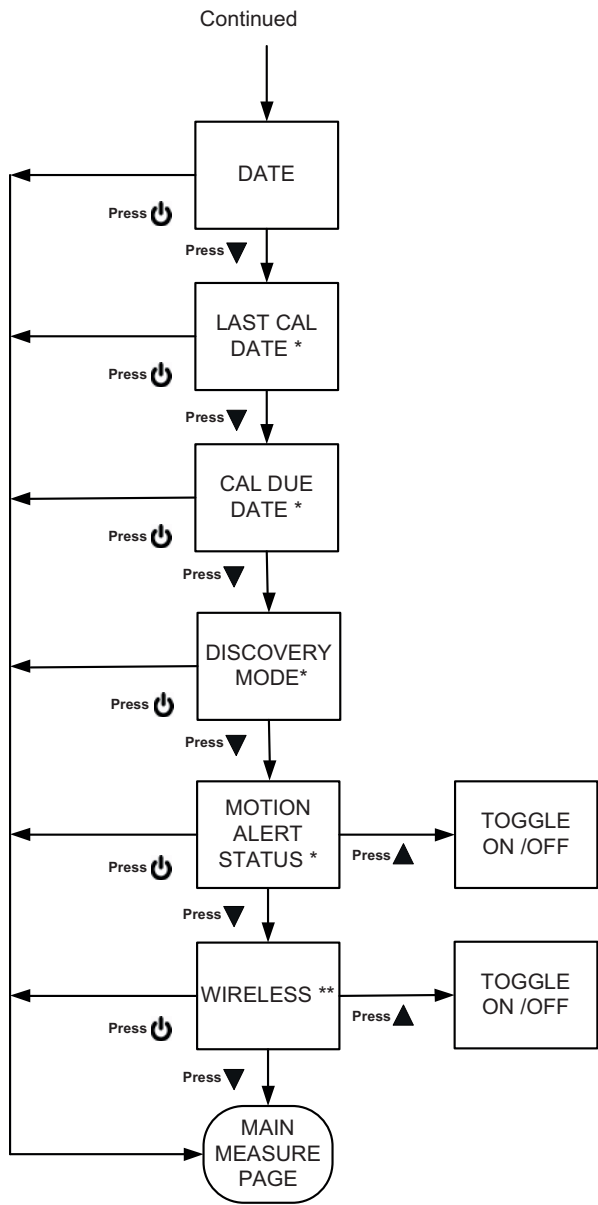 Continued
DATE
Press
Press
LAST CAL
DATE *
Press
Press
CAL DUE
DATE *
Press
Press
DISCOVERY
MODE*
Press
Press
MOTION
ALERT
STATUS *
Press
Press
TOGGLE
ON /OFF
Press
WIRELESS **
Press
Press
TOGGLE
ON /OFF
Press
MAIN
MEASURE
PAGE